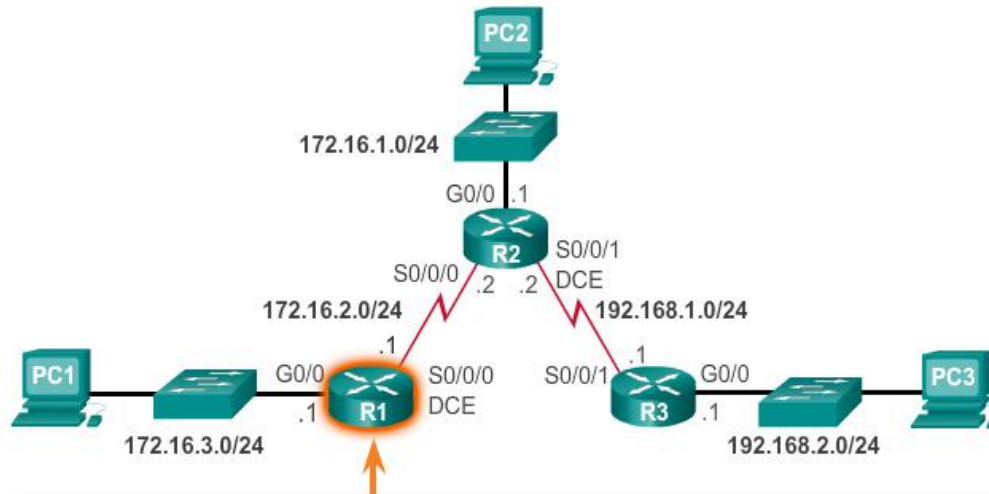 PC2
172.16.1.0/24
G0/0 .1
R2
S0/0/0
S0/0/1
.2 .2
DCE
172.16.2.0/24
192.168.1.0/24
.1
.1
PC1
G0/0
S0/0/0
S0/0/1
G0/0
PC3
.1
R1
DCE
R3
.1
172.16.3.0/24
192.168.2.0/24